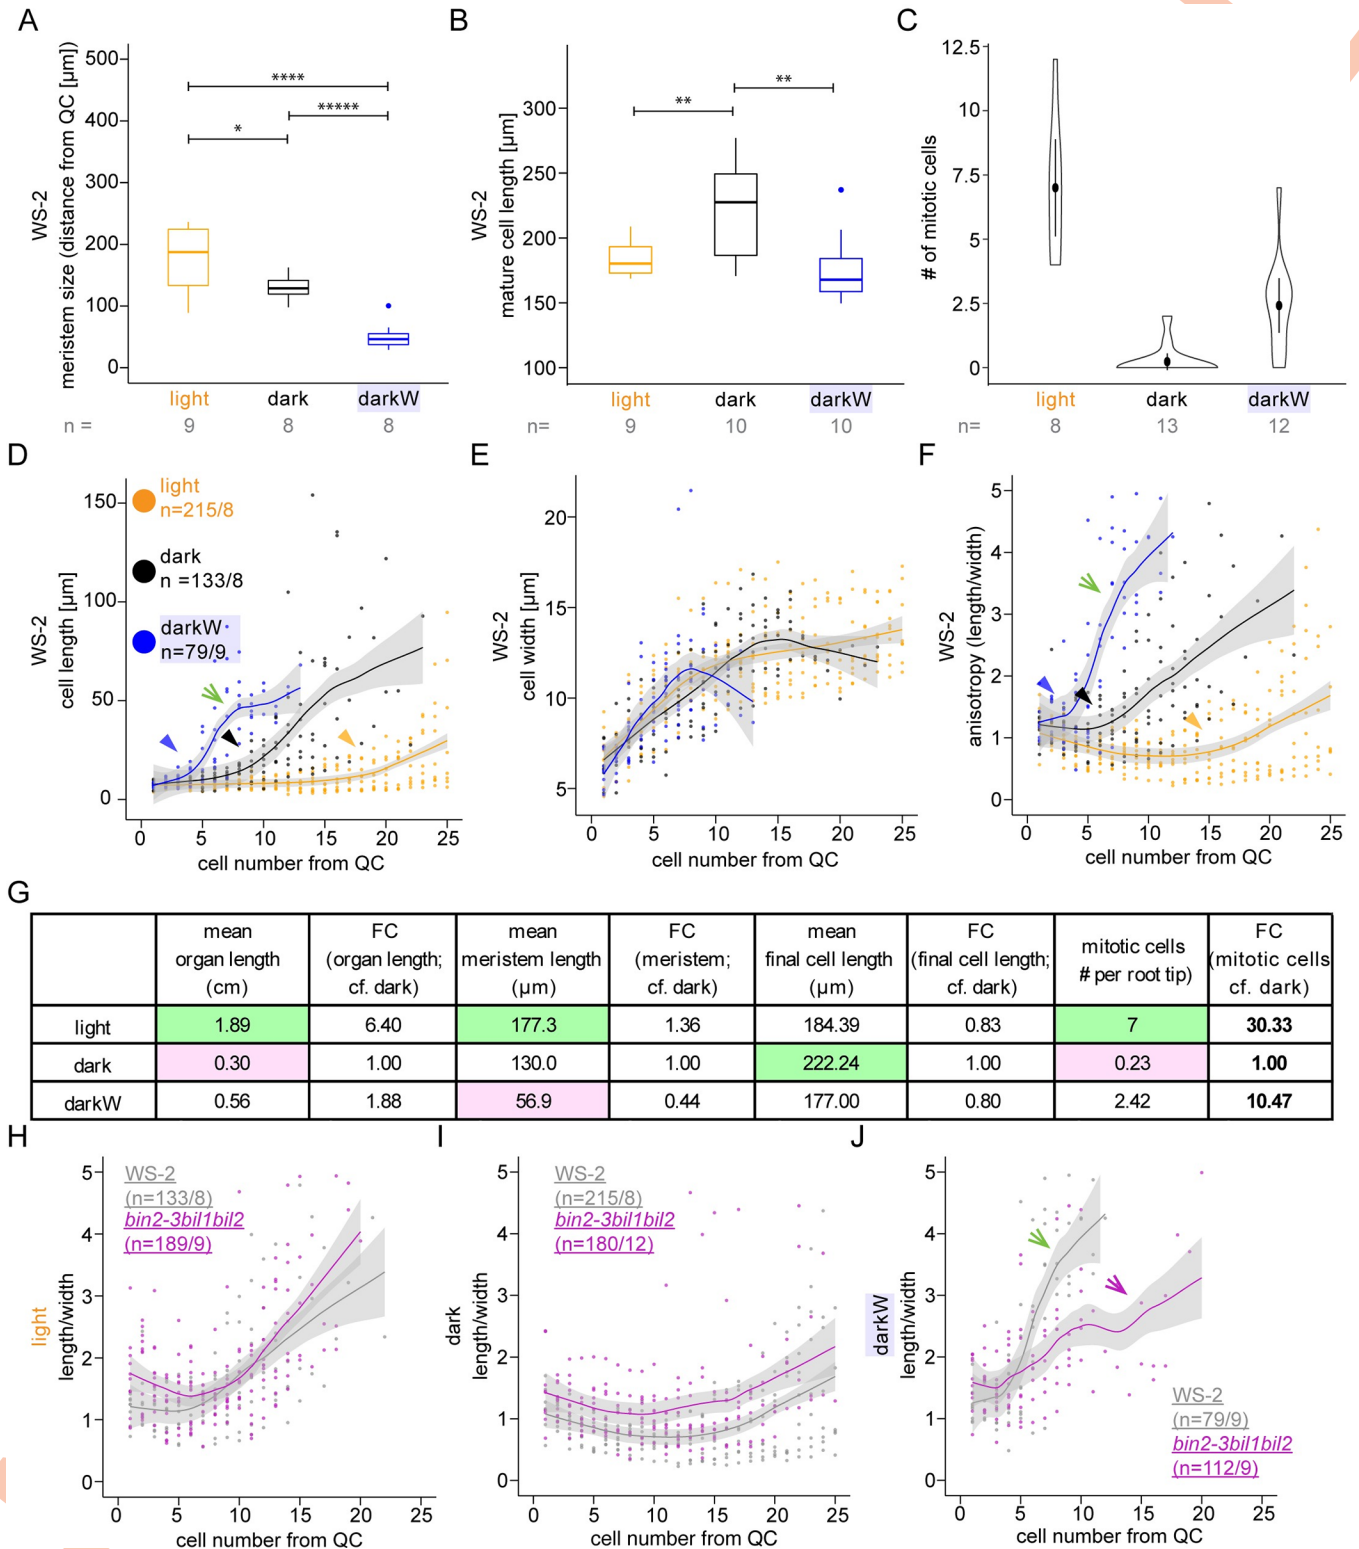 A
WS-2
meristem size (distance from QC [µm])
500
400
300
200
100
0
****
*****
*
light
dark
darkW
n =
9
8
8
B
WS-2
mature cell length [µm]
300
250
200
150
100
**
**
light
dark
darkW
n=
9
10
10
C
# of mitotic cells
12.5
10
7.5
5
2.5
0
light
dark
darkW
n=
8
13
12
D
WS-2
cell length [µm]
150
100
50
0
light
n=215/8
dark
n =133/8
darkW
n=79/9
0
5
10
15
20
25
cell number from QC
E
WS-2
cell width [µm]
20
15
10
5
0
5
10
15
20
25
cell number from QC
F
WS-2
anisotropy (length/width)
5
4
3
2
1
0
0
5
10
15
20
25
cell number from QC
G
mean
organ length
(cm)
FC
(organ length;
cf. dark)
mean
meristem length
(µm)
FC
(meristem;
cf. dark)
mean
final cell length
(µm)
FC
(final cell length;
cf. dark)
mitotic cells
# per root tip)
FC
(mitotic cells
cf. dark)
light
1.89
6.40
177.3
1.36
184.39
0.83
7
30.33
dark
0.30
1.00
130.0
1.00
222.24
1.00
0.23
1.00
darkW
0.56
1.88
56.9
0.44
177.00
0.80
2.42
10.47
H
light
length/width
5
4
3
2
1
0
WS-2
(n=133/8)
bin2-3bil1bil2
(n=189/9)
0
5
10
15
20
25
cell number from QC
I
dark
length/width
5
4
3
2
1
0
WS-2
(n=215/8)
bin2-3bil1bil2
(n=180/12)
0
5
10
15
20
25
cell number from QC
J
darkW
length/width
5
4
3
2
1
0
WS-2
(n=79/9)
bin2-3bil1bil2
(n=112/9)
0
5
10
15
20
25
cell number from QC